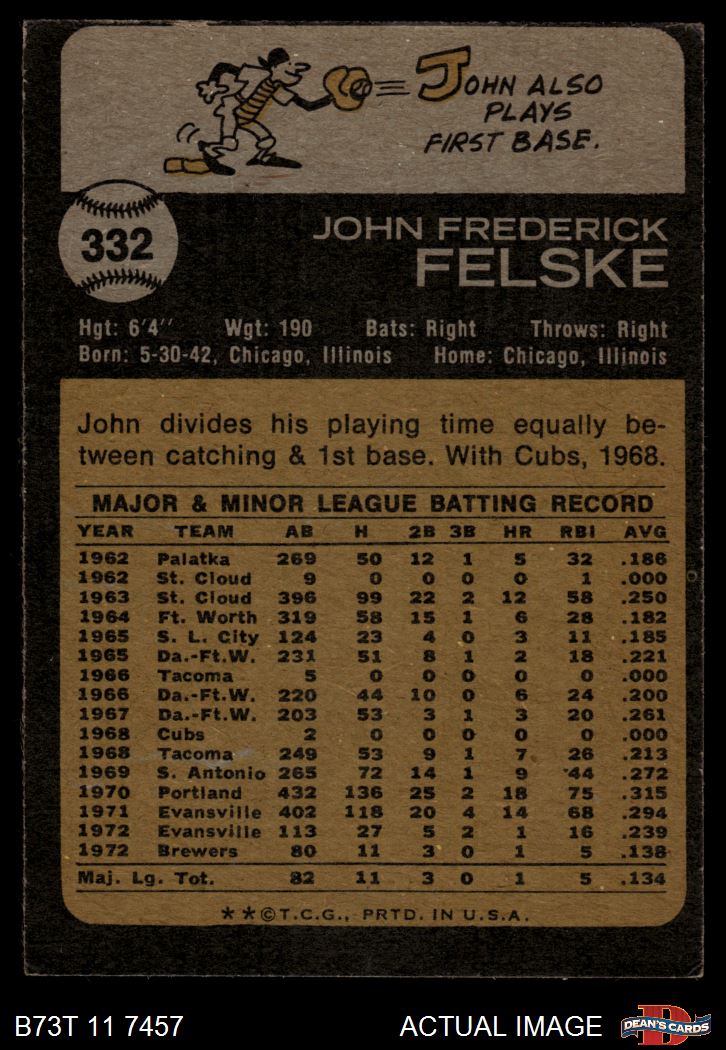 JOHN ALSO
PLAYS
FIRST BASE.
332
JOHN FREDERICK
FELSKE
Hgt: 6'4" Wgt: 190 Bats: Right Throws: Right
Born: 5-30-42, Chicago, Illinois Home: Chicago, Illinois
John divides his playing time equally be-
tween catching & 1st base. With Cubs, 1968.
MAJOR & MINOR LEAGUE BATTING RECORD
YEAR TEAM AB H 2B 3B HR RBI AVG
1962 Palatka 269 50 12 1 5 32 .186
1962 St. Cloud 9 0 0 0 0 1 .000
1963 St. Cloud 396 99 22 2 12 58 .250
1964 Ft. Worth 319 58 15 1 6 28 .182
1965 S. L. City 124 23 4 0 3 11 .185
1965 Da.-Ft.W. 231 51 8 1 2 18 .221
1966 Tacoma 5 0 0 0 0 0 .000
1966 Da.-Ft.W. 220 44 10 0 6 24 .200
1967 Da.-Ft.W. 203 53 3 1 3 20 .261
1968 Cubs 2 0 0 0 0 0 .000
1968 Tacoma 249 53 9 1 7 26 .213
1969 S. Antonio 265 72 14 1 9 44 .272
1970 Portland 432 136 25 2 18 75 .315
1971 Evansville 402 118 20 4 14 68 .294
1972 Evansville 113 27 5 2 1 16 .239
1972 Brewers 80 11 3 0 1 5 .138
Maj. Lg. Tot. 82 11 3 0 1 5 .134
**©T.C.G., PRTD. IN U.S.A.
B73T 11 7457 ACTUAL IMAGE D DEAN'S CARDS